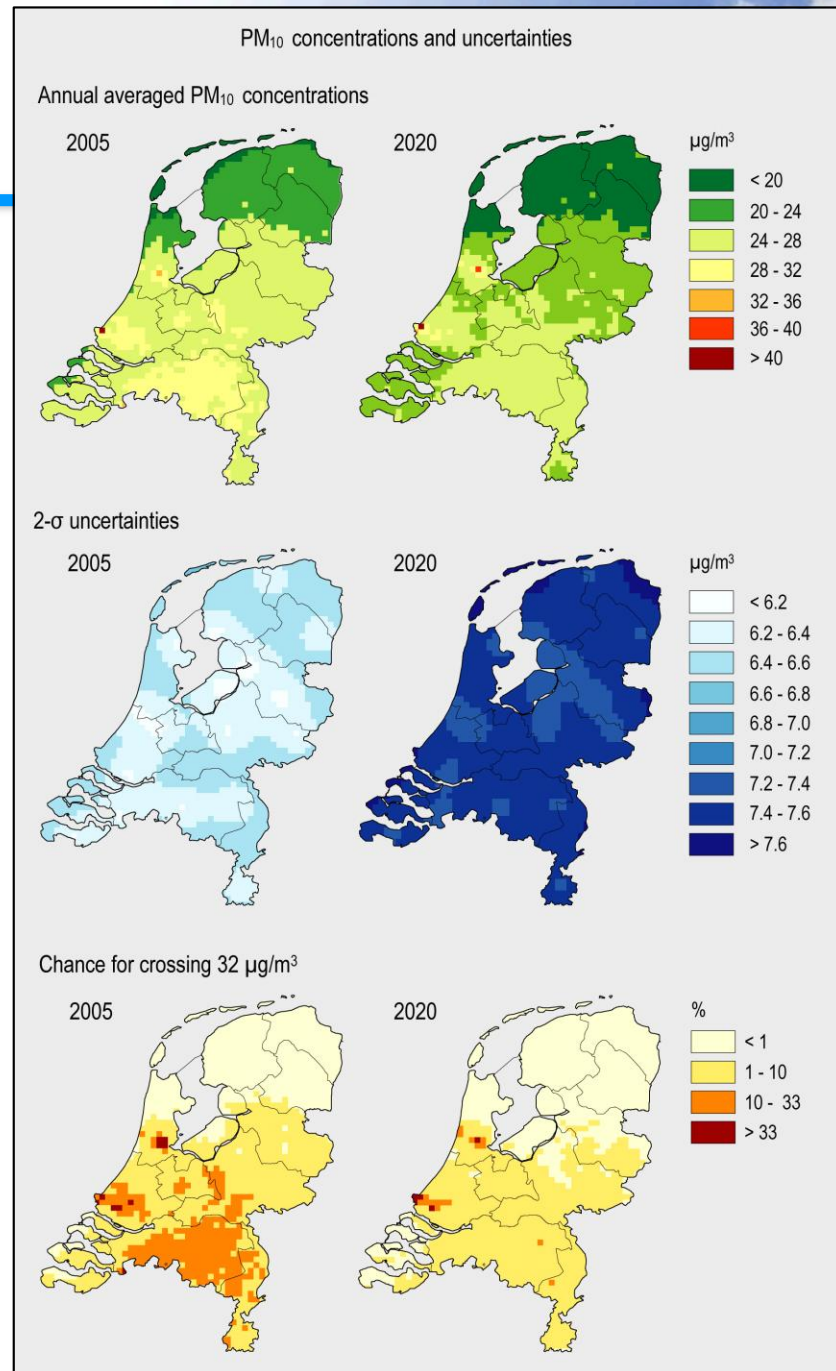 PM₁₀ concentrations and uncertainties
Annual averaged PM₁₀ concentrations
2005
2020
µg/m³
< 20
20 - 24
24 - 28
28 - 32
32 - 36
36 - 40
> 40
2-σ uncertainties
2005
2020
µg/m³
< 6.2
6.2 - 6.4
6.4 - 6.6
6.6 - 6.8
6.8 - 7.0
7.0 - 7.2
7.2 - 7.4
7.4 - 7.6
> 7.6
Chance for crossing 32 µg/m³
2005
2020
%
< 1
1 - 10
10 - 33
> 33